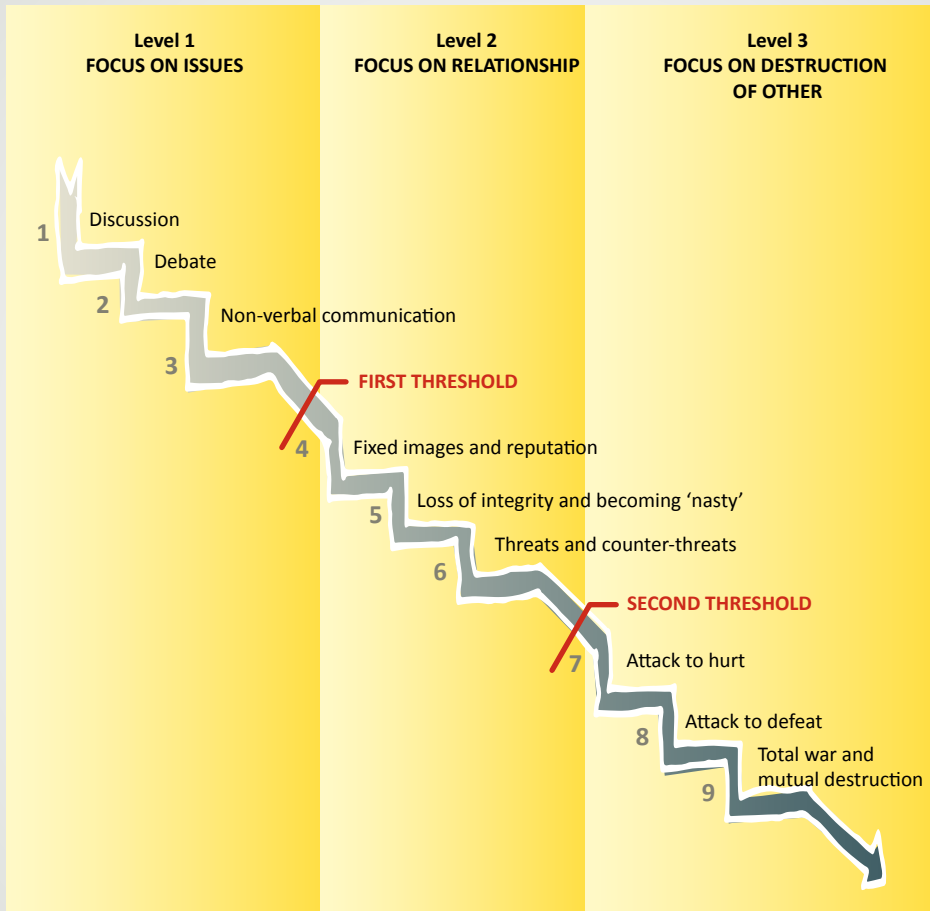 Level 1
FOCUS ON ISSUES
Level 2
FOCUS ON RELATIONSHIP
Level 3
FOCUS ON DESTRUCTION
OF OTHER
1
Discussion
Debate
2
Non-verbal communication
3
FIRST THRESHOLD
4
Fixed images and reputation
5
Loss of integrity and becoming ‘nasty’
Threats and counter-threats
6
SECOND THRESHOLD
7
Attack to hurt
Attack to defeat
8
Total war and
mutual destruction
9